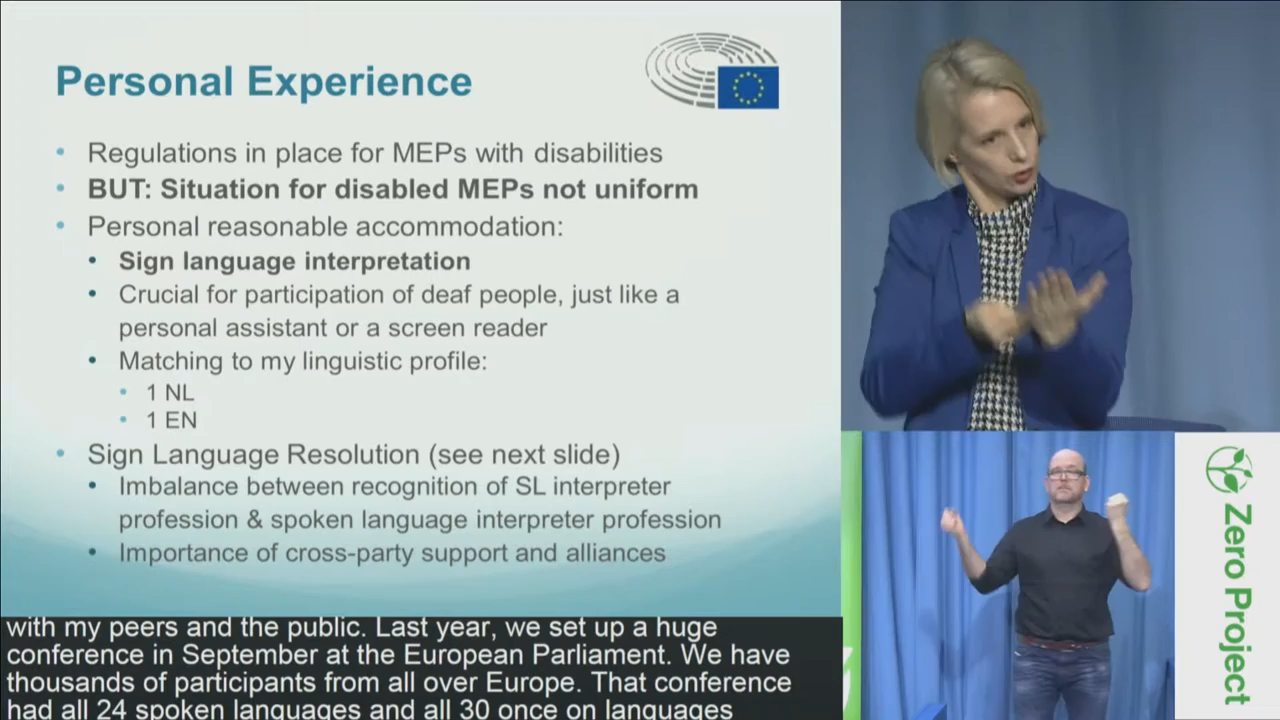 Personal Experience
• Regulations in place for MEPs with disabilities
• BUT: Situation for disabled MEPs not uniform
• Personal reasonable accommodation:
• Sign language interpretation
• Crucial for participation of deaf people, just like a
personal assistant or a screen reader
• Matching to my linguistic profile:
• 1 NL
• 1 EN
• Sign Language Resolution (see next slide)
• Imbalance between recognition of SL interpreter
profession & spoken language interpreter profession
• Importance of cross-party support and alliances
with my peers and the public. Last year, we set up a huge
conference in September at the European Parliament. We have
thousands of participants from all over Europe. That conference
had all 24 spoken languages and all 30 once on languages
Zero Project